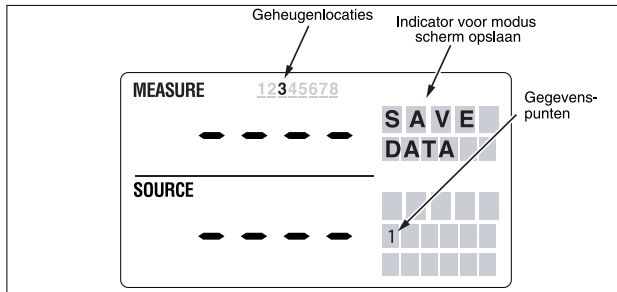 Geheugenlocaties
Indicator voor modus
scherm opslaan
MEASURE
12345678
Gegevens-
punten
SAVE
DATA
- - - -
SOURCE
- - - -
1